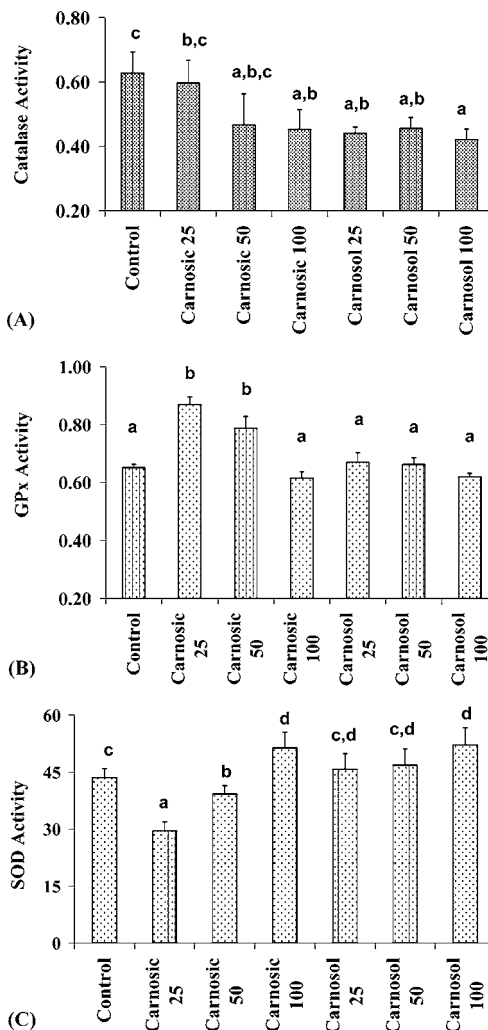 c
b,c
a,b,c
a,b
a,b
a,b
a
0.60
0.40
0.20
Catalase Activity
Control
Carnosic 25
Carnosic 50
Carnosic 100
Carnosol 25
Carnosol 50
Carnosol 100
(A)
1.00
0.80
0.60
0.40
0.20
GPx Activity
a
b
b
a
a
a
a
Control
Carnosic
25
Carnosic
50
Carnosic
100
Carnosol
25
Carnosol
50
Carnosol
100
(B)
60
45
30
15
0
SOD Activity
c
a
b
d
c,d
c,d
d
Control
Carnosic
25
Carnosic
50
Carnosic
100
Carnosol
25
Carnosol
50
Carnosol
100
(C)